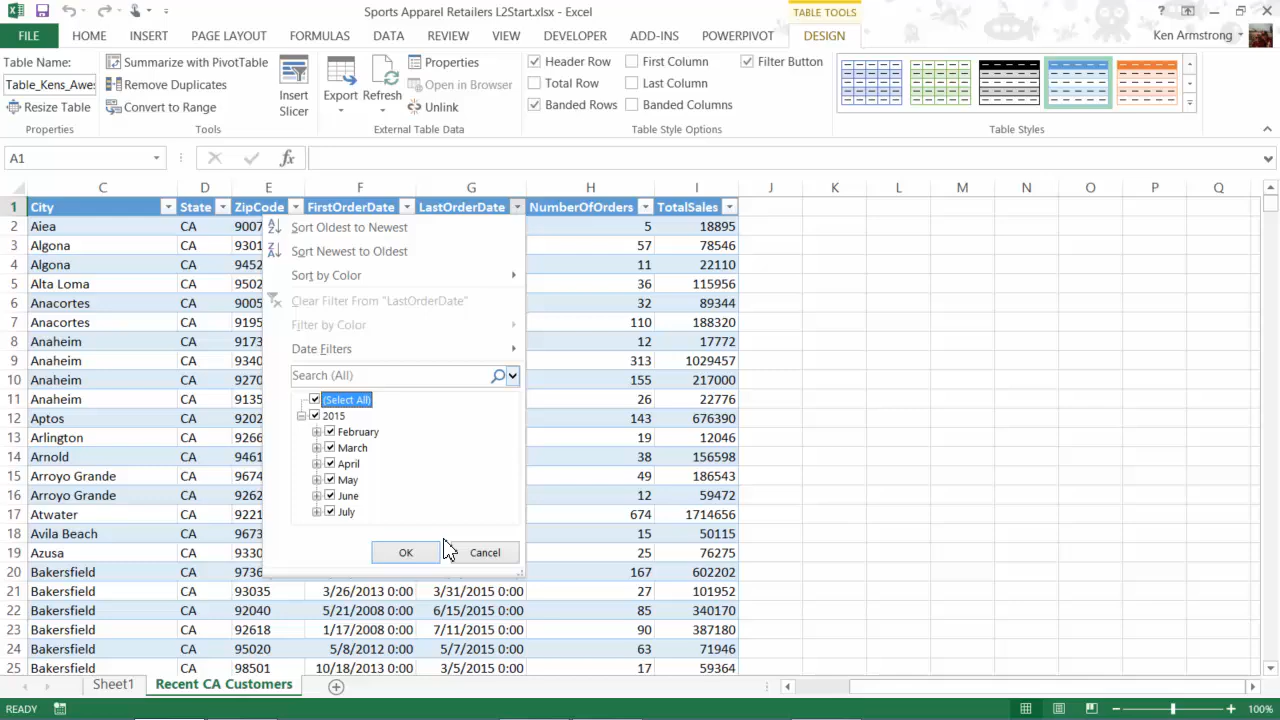 Sports Apparel Retailers L2Start.xlsx - Excel
TABLE TOOLS
FILE HOME INSERT PAGE LAYOUT FORMULAS DATA REVIEW VIEW DEVELOPER ADD-INS POWERPIVOT DESIGN Ken Armstrong
Table Name:
Table_Kens_Awes
Resize Table
Properties
Summarize with PivotTable
Remove Duplicates
Convert to Range
Tools
Insert
Slicer
Export
Refresh
Properties
Open in Browser
Unlink
External Table Data
Header Row First Column Filter Button
Total Row Last Column
Banded Rows Banded Columns
Table Style Options
Table Styles
A1 fx
C D E F G H I J K L M N O P Q
1 City State ZipCode FirstOrderDate LastOrderDate NumberOfOrders TotalSales
2 Aiea CA 9007 5 18895
3 Algona CA 9301 57 78546
4 Algona CA 9452 11 22110
5 Alta Loma CA 9502 36 115956
6 Anacortes CA 9005 32 89344
7 Anacortes CA 9195 110 188320
8 Anaheim CA 9173 12 17772
9 Anaheim CA 9340 313 1029457
10 Anaheim CA 9270 155 217000
11 Anaheim CA 9135 26 22776
12 Aptos CA 9202 143 676390
13 Arlington CA 9266 19 12046
14 Arnold CA 9461 38 156598
15 Arroyo Grande CA 9674 49 186543
16 Arroyo Grande CA 9262 12 59472
17 Atwater CA 9221 674 1714656
18 Avila Beach CA 9673 15 50115
19 Azusa CA 9330 25 76275
20 Bakersfield CA 9736 167 602202
21 Bakersfield CA 93035 3/26/2013 0:00 3/31/2015 0:00 27 101952
22 Bakersfield CA 92040 5/21/2008 0:00 6/15/2015 0:00 85 340170
23 Bakersfield CA 92618 1/17/2008 0:00 7/11/2015 0:00 90 387180
24 Bakersfield CA 95020 5/8/2012 0:00 5/7/2015 0:00 63 71946
25 Bakersfield CA 98501 10/18/2013 0:00 3/5/2015 0:00 17 59364
Sort Oldest to Newest
Sort Newest to Oldest
Sort by Color
Clear Filter From "LastOrderDate"
Filter by Color
Date Filters
Search (All)
(Select All)
2015
February
March
April
May
June
July
OK Cancel
Sheet1 Recent CA Customers
READY 100%